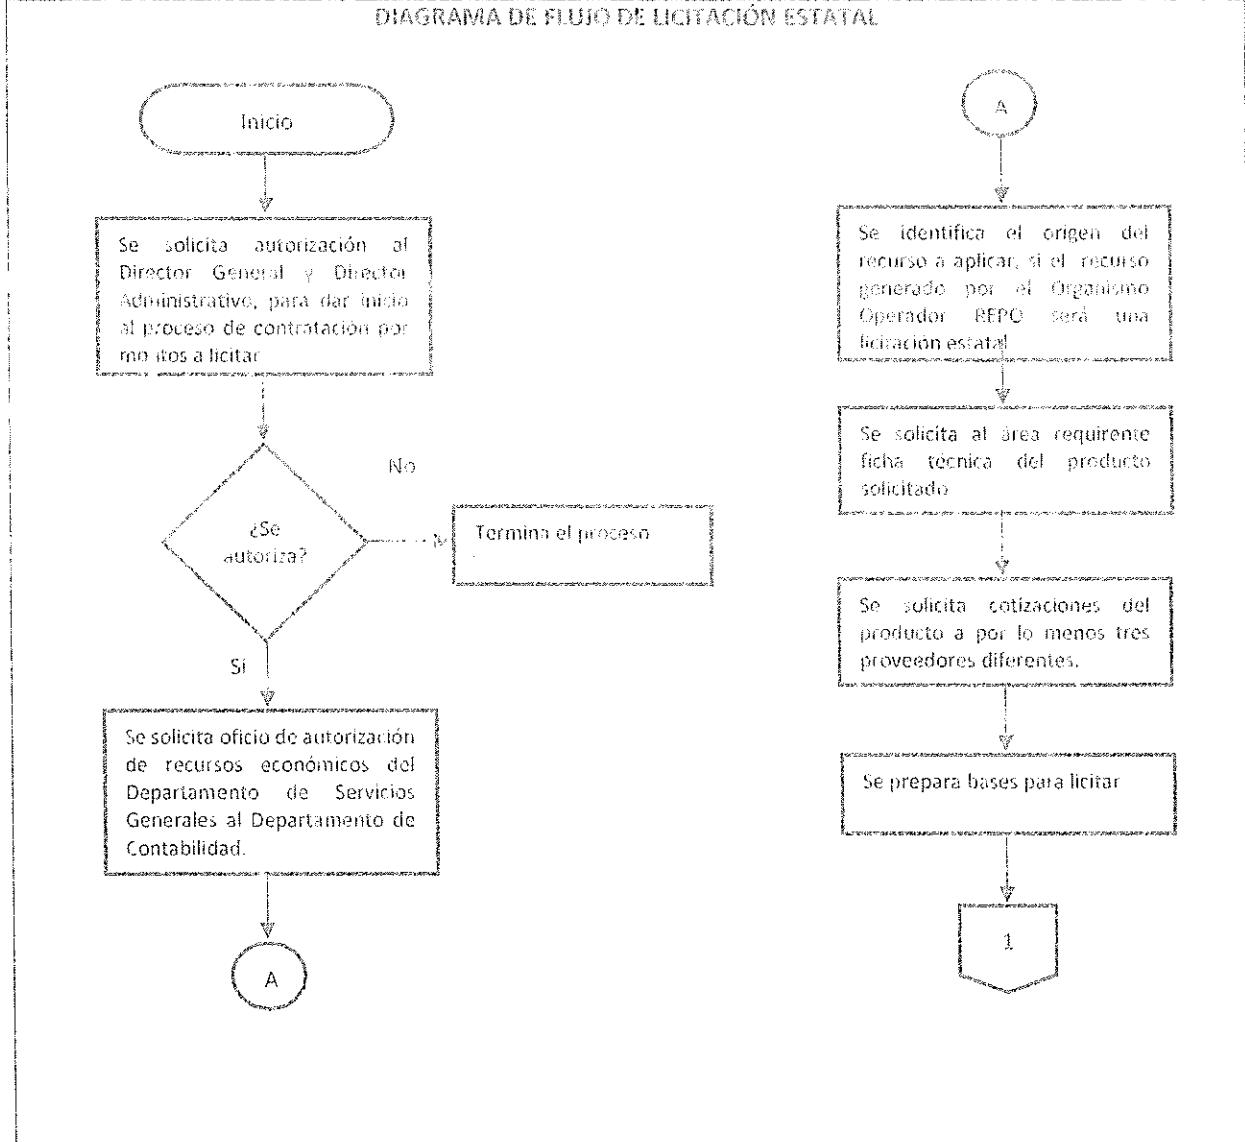 DIAGRAMA DE FLUJO DE LICITACIÓN ESTATAL
Inicio
Se solicita autorización al
Director General y Director
Administrativo, para dar inicio
al proceso de contratación por
montos a licitar
¿Se
autoriza?
No
Termina el proceso
Sí
Se solicita oficio de autorización
de recursos económicos del
Departamento de Servicios
Generales al Departamento de
Contabilidad.
A
A
Se identifica el origen del
recurso a aplicar, si el recurso
generado por el Organismo
Operador REPO será una
licitación estatal
Se solicita al área requirente
ficha técnica del producto
solicitado
Se solicita cotizaciones del
producto a por lo menos tres
proveedores diferentes.
Se prepara bases para licitar
1